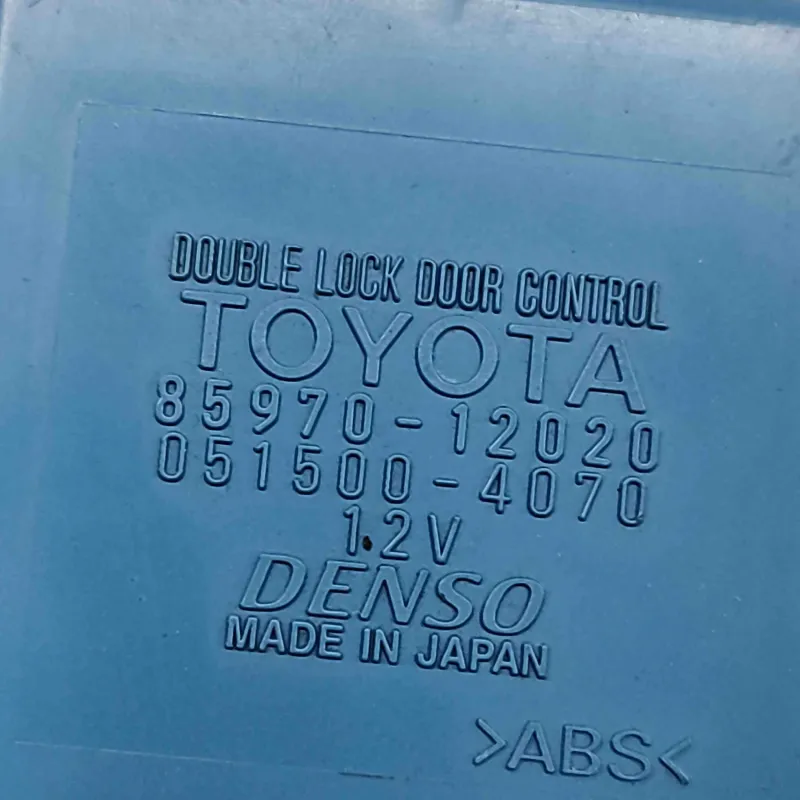 DOUBLE LOCK DOOR CONTROL
TOYOTA
85970-12020
051500-4070
12V
DENSO
MADE IN JAPAN
>ABS<